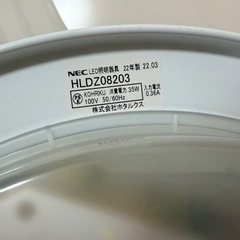 NEC LED照明器具 22年製 22.03
HLDZ08203
KOHRKU 消費電力 35W 入力電流
100V 50/60Hz 0.36A
株式会社ホタルクス